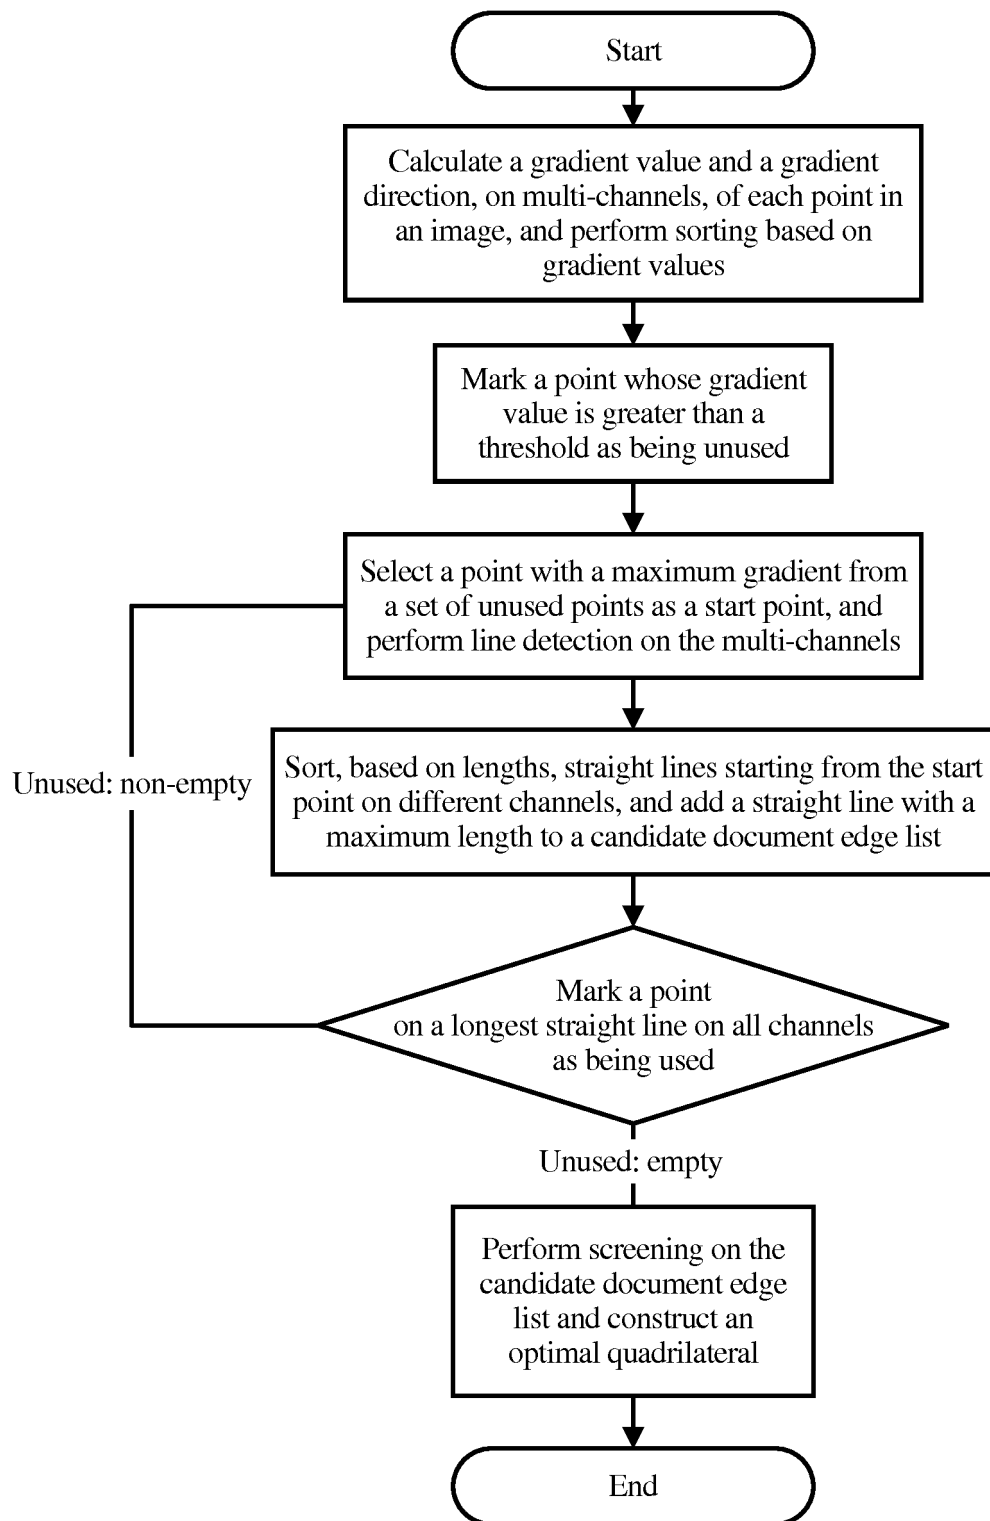 Start
Calculate a gradient value and a gradient
direction, on multi-channels, of each point in
an image, and perform sorting based on
gradient values
Mark a point whose gradient
value is greater than a
threshold as being unused
Select a point with a maximum gradient from
a set of unused points as a start point, and
perform line detection on the multi-channels
Unused: non-empty
Sort, based on lengths, straight lines starting from the start
point on different channels, and add a straight line with a
maximum length to a candidate document edge list
Mark a point
on a longest straight line on all channels
as being used
Unused: empty
Perform screening on the
candidate document edge
list and construct an
optimal quadrilateral
End